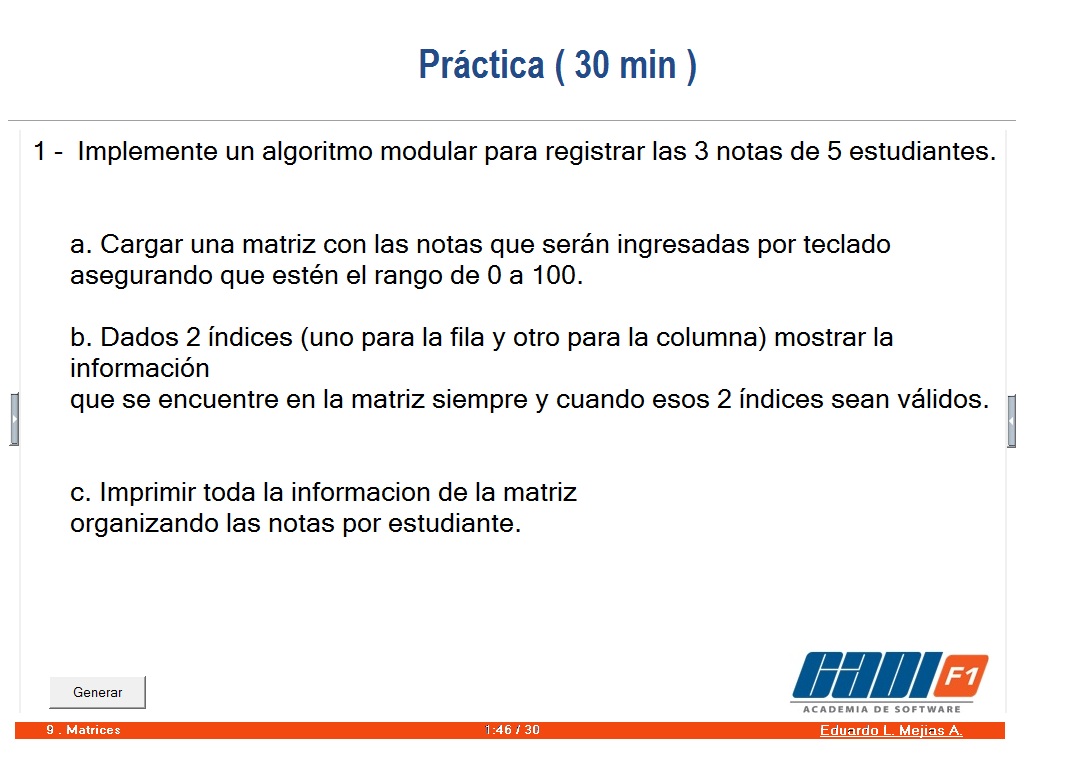 Práctica ( 30 min )
1 - Implemente un algoritmo modular para registrar las 3 notas de 5 estudiantes.
a. Cargar una matriz con las notas que serán ingresadas por teclado
asegurando que estén el rango de 0 a 100.
b. Dados 2 índices (uno para la fila y otro para la columna) mostrar la
información
que se encuentre en la matriz siempre y cuando esos 2 índices sean válidos.
c. Imprimir toda la informacion de la matriz
organizando las notas por estudiante.
Generar
CADI F1
ACADEMIA DE SOFTWARE
9 . Matrices
1:46 / 30
Eduardo L. Mejias A.